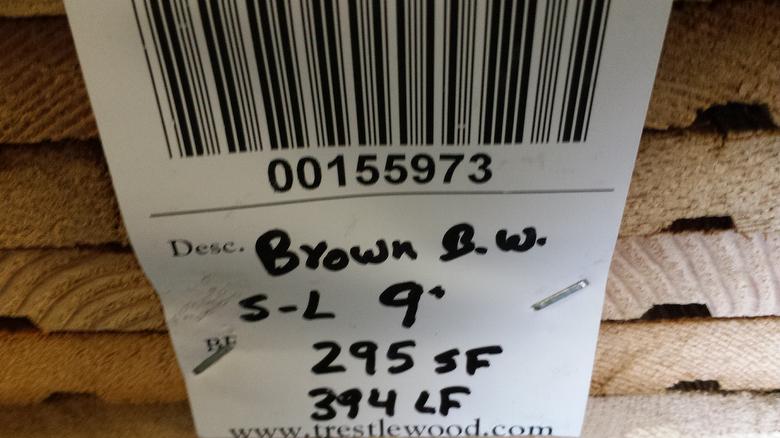 00155973
Desc. Brown B.W.
S-L 9"
BF 295 SF
394 LF
www.trestlewood.com